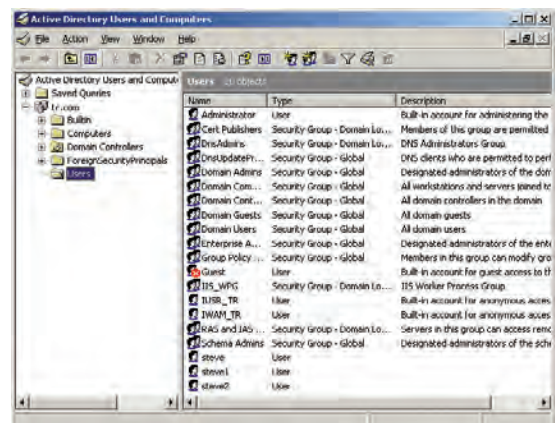 Active Directory Users and Computers
File Action View Window Help
Active Directory Users and Comput
Saved Queries
tr.com
Builtin
Computers
Domain Controllers
ForeignSecurityPrincipals
Users
Users 20 objects
Name Type Description
Administrator User Built-in account for administering the
Cert Publishers Security Group - Domain Lo... Members of this group are permitted
DnsAdmins Security Group - Domain Lo... DNS Administrators Group
DnsUpdatePr... Security Group - Global DNS clients who are permitted to perf
Domain Admins Security Group - Global Designated administrators of the dom
Domain Com... Security Group - Global All workstations and servers joined to
Domain Cont... Security Group - Global All domain controllers in the domain
Domain Guests Security Group - Global All domain guests
Domain Users Security Group - Global All domain users
Enterprise A... Security Group - Global Designated administrators of the ente
Group Policy ... Security Group - Global Members in this group can modify gro
Guest User Built-in account for guest access to th
IIS_WPG Security Group - Domain Lo... IIS Worker Process Group
IUSR_TR User Built-in account for anonymous acces
IWAM_TR User Built-in account for anonymous acces
RAS and IAS ... Security Group - Domain Lo... Servers in this group can access remo
Schema Admins Security Group - Global Designated administrators of the sche
steve User
steve1 User
steve2 User